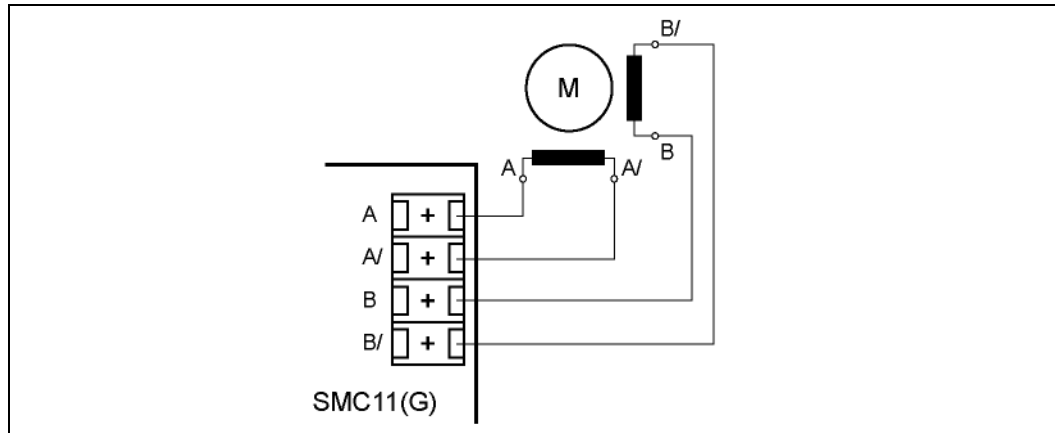 B/
M
B
A
A/
A +
A/ +
B +
B/ +
SMC11(G)